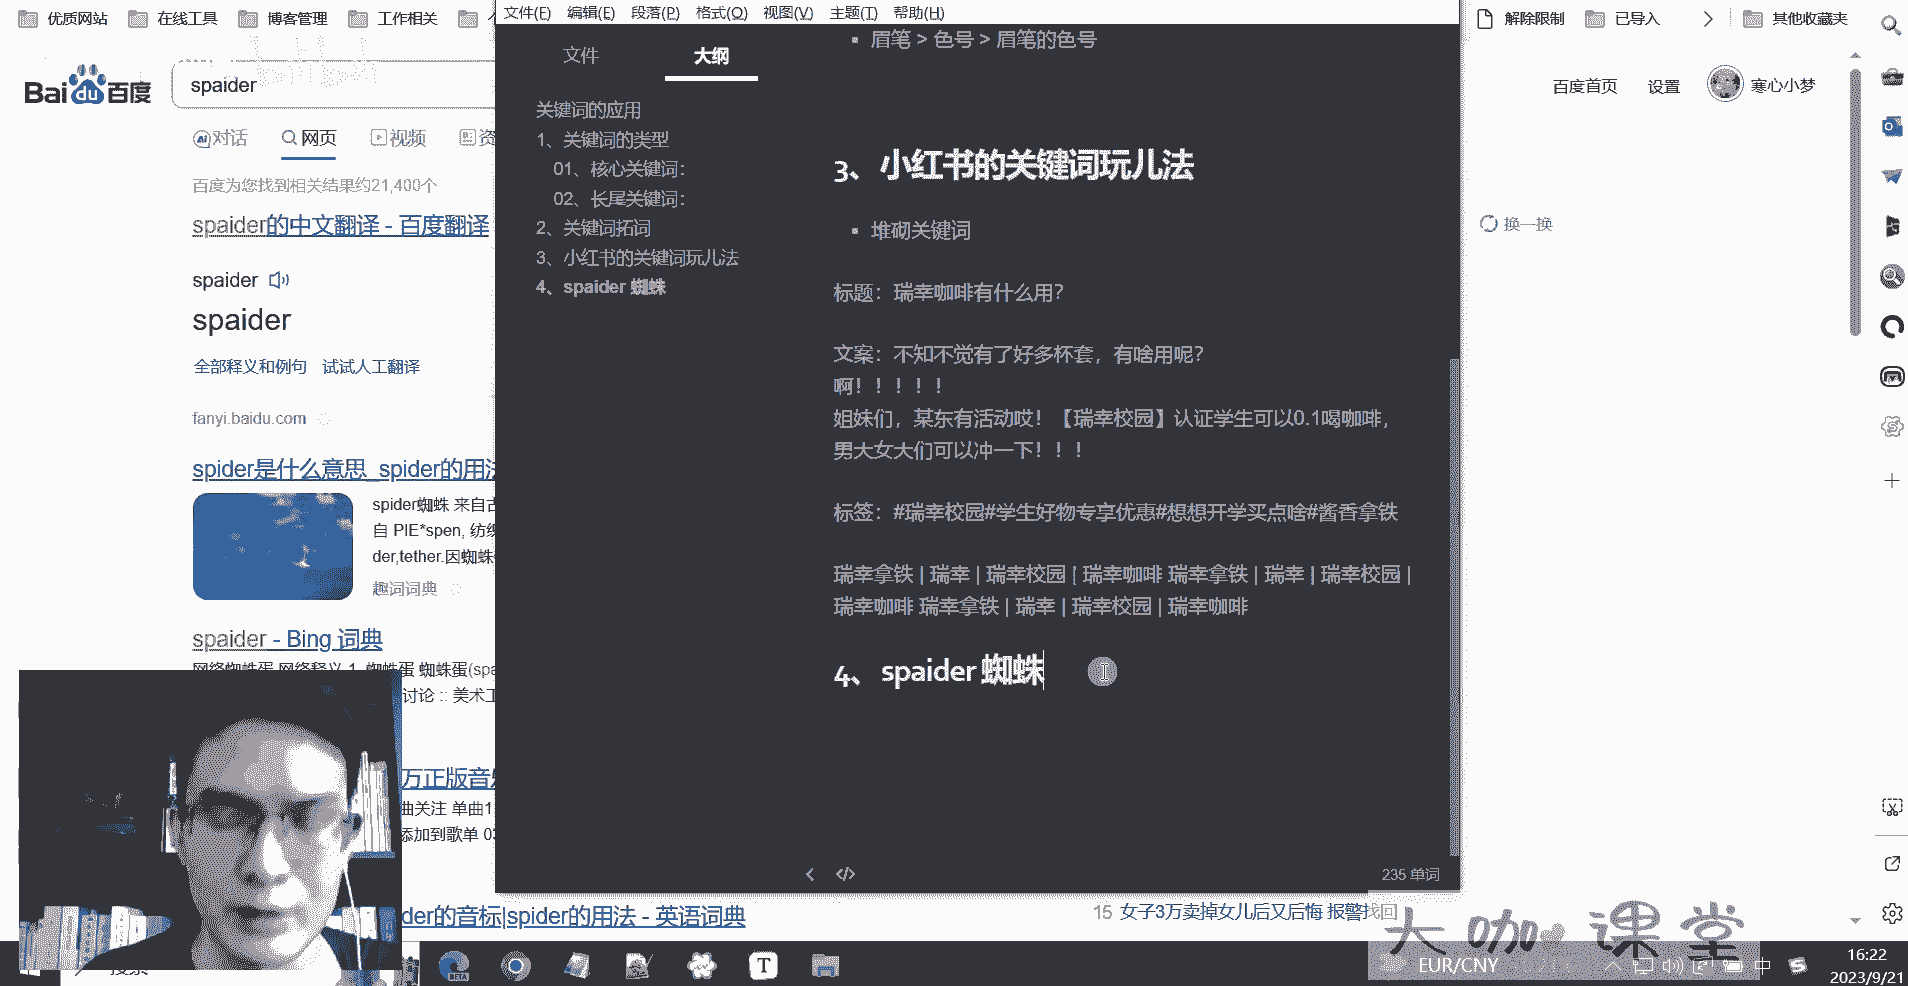 优质网站
在线工具
博客管理
工作相关
解除限制
已导入
其他收藏夹
Bai du 百度
spaider
百度首页
设置
寒心小梦
对话
网页
视频
百度为您找到相关结果约21,400个
spaider的中文翻译 - 百度翻译
spaider
spaider
全部释义和例句 试试人工翻译
fanyi.baidu.com
spider是什么意思_spider的用法
spider蜘蛛 来自古
自 PIE*spen, 纺织
der,tether.因蜘蛛
趣词词典
spaider - Bing 词典
讨论 :: 美术工
万正版音
曲关注 单曲1
添加到歌单 03
der的音标|spider的用法 - 英语词典
换一换
15 女子3万卖掉女儿后又后悔 报警找回
文件(F) 编辑(E) 段落(P) 格式(O) 视图(V) 主题(T) 帮助(H)
文件
大纲
关键词的应用
1、关键词的类型
01、核心关键词：
02、长尾关键词：
2、关键词拓词
3、小红书的关键词玩儿法
4、spaider 蜘蛛
眉笔 > 色号 > 眉笔的色号
3、小红书的关键词玩儿法
堆砌关键词
标题：瑞幸咖啡有什么用？
文案：不知不觉有了好多杯套，有啥用呢？
啊！！！！！
姐妹们，某东有活动哎！【瑞幸校园】认证学生可以0.1喝咖啡，
男大女大们可以冲一下！！！
标签：#瑞幸校园#学生好物专享优惠#想想开学买点啥#酱香拿铁
瑞幸拿铁 | 瑞幸 | 瑞幸校园 | 瑞幸咖啡 瑞幸拿铁 | 瑞幸 | 瑞幸校园 |
瑞幸咖啡 瑞幸拿铁 | 瑞幸 | 瑞幸校园 | 瑞幸咖啡
4、spaider 蜘蛛
235 单词
大咖课堂
搜索
BETA
T
EUR/CNY
中
16:22
2023/9/21